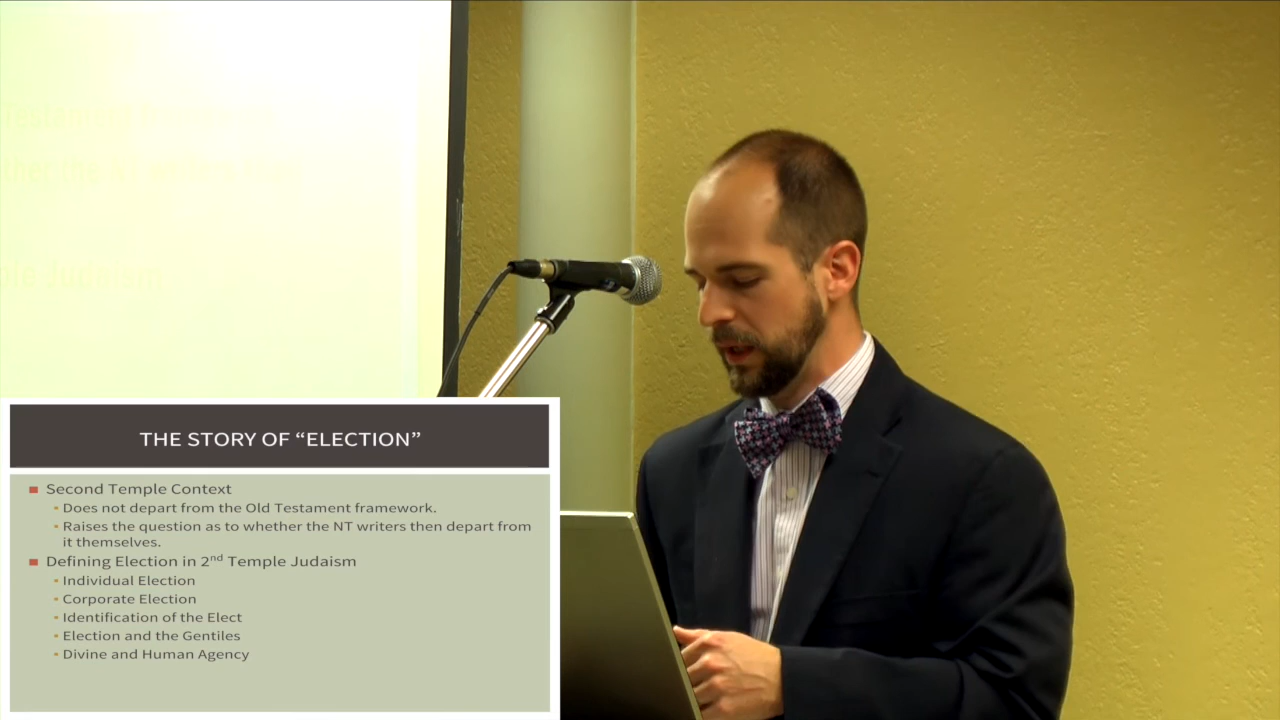 Testament
Judaism
THE STORY OF “ELECTION”
■ Second Temple Context
▪ Does not depart from the Old Testament framework.
▪ Raises the question as to whether the NT writers then depart from
it themselves.
■ Defining Election in 2nd Temple Judaism
▪ Individual Election
▪ Corporate Election
▪ Identification of the Elect
▪ Election and the Gentiles
▪ Divine and Human Agency